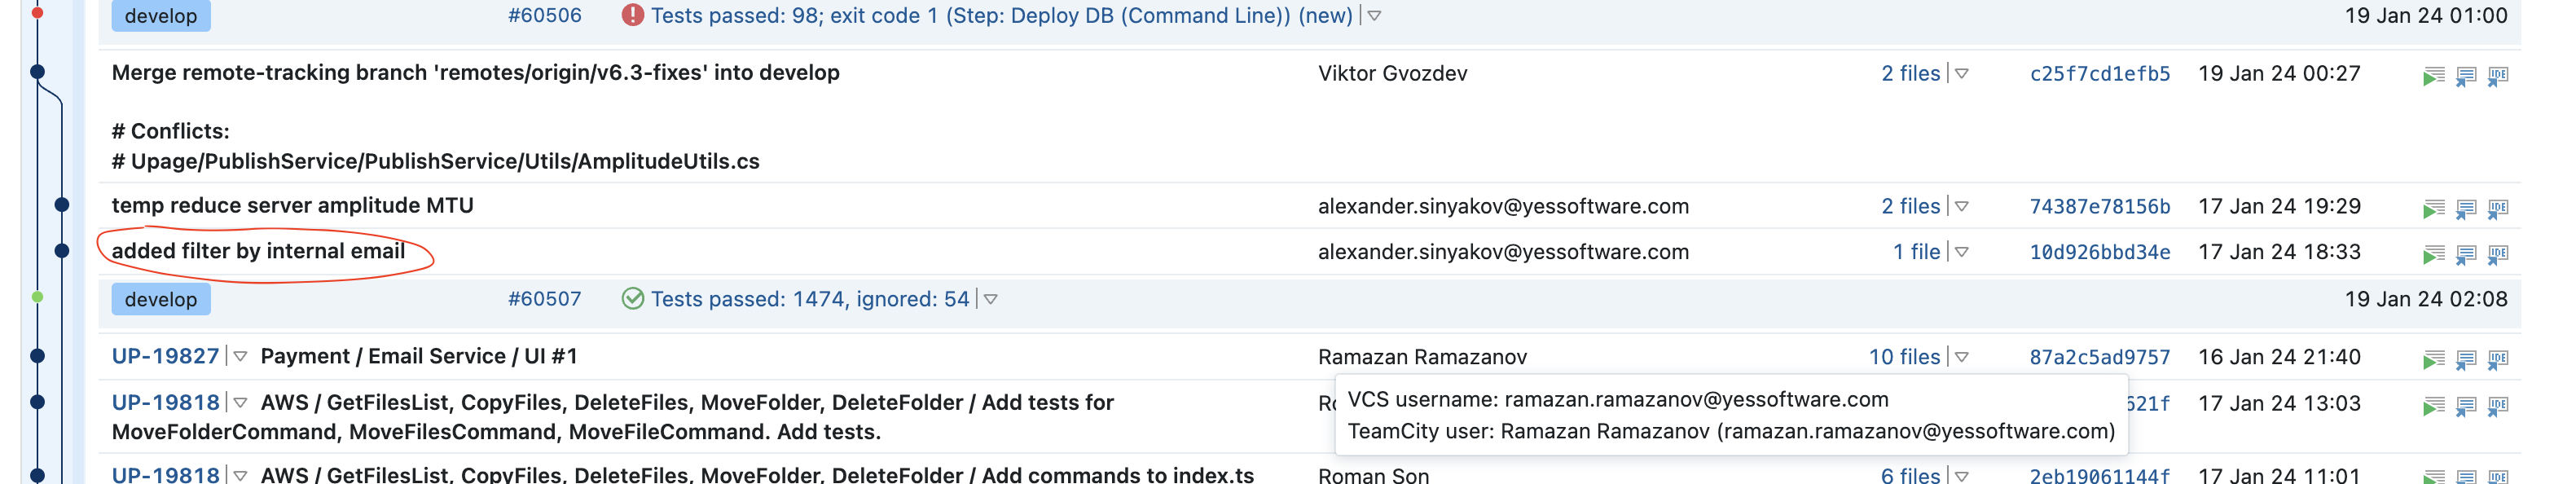 develop #60506 Tests passed: 98; exit code 1 (Step: Deploy DB (Command Line)) (new) 19 Jan 24 01:00
Merge remote-tracking branch 'remotes/origin/v6.3-fixes' into develop Viktor Gvozdev 2 files c25f7cd1efb5 19 Jan 24 00:27
# Conflicts:
# Upage/PublishService/PublishService/Utils/AmplitudeUtils.cs
temp reduce server amplitude MTU alexander.sinyakov@yessoftware.com 2 files 74387e78156b 17 Jan 24 19:29
added filter by internal email alexander.sinyakov@yessoftware.com 1 file 10d926bbd34e 17 Jan 24 18:33
develop #60507 Tests passed: 1474, ignored: 54 19 Jan 24 02:08
UP-19827 Payment / Email Service / UI #1 Ramazan Ramazanov 10 files 87a2c5ad9757 16 Jan 24 21:40
UP-19818 AWS / GetFilesList, CopyFiles, DeleteFiles, MoveFolder, DeleteFolder / Add tests for 621f 17 Jan 24 13:03
MoveFolderCommand, MoveFilesCommand, MoveFileCommand. Add tests.
VCS username: ramazan.ramazanov@yessoftware.com
TeamCity user: Ramazan Ramazanov (ramazan.ramazanov@yessoftware.com)
UP-19818 AWS / GetFilesList, CopyFiles, DeleteFiles, MoveFolder, DeleteFolder / Add commands to index.ts Roman Son 6 files 2eb19061144f 17 Jan 24 11:01